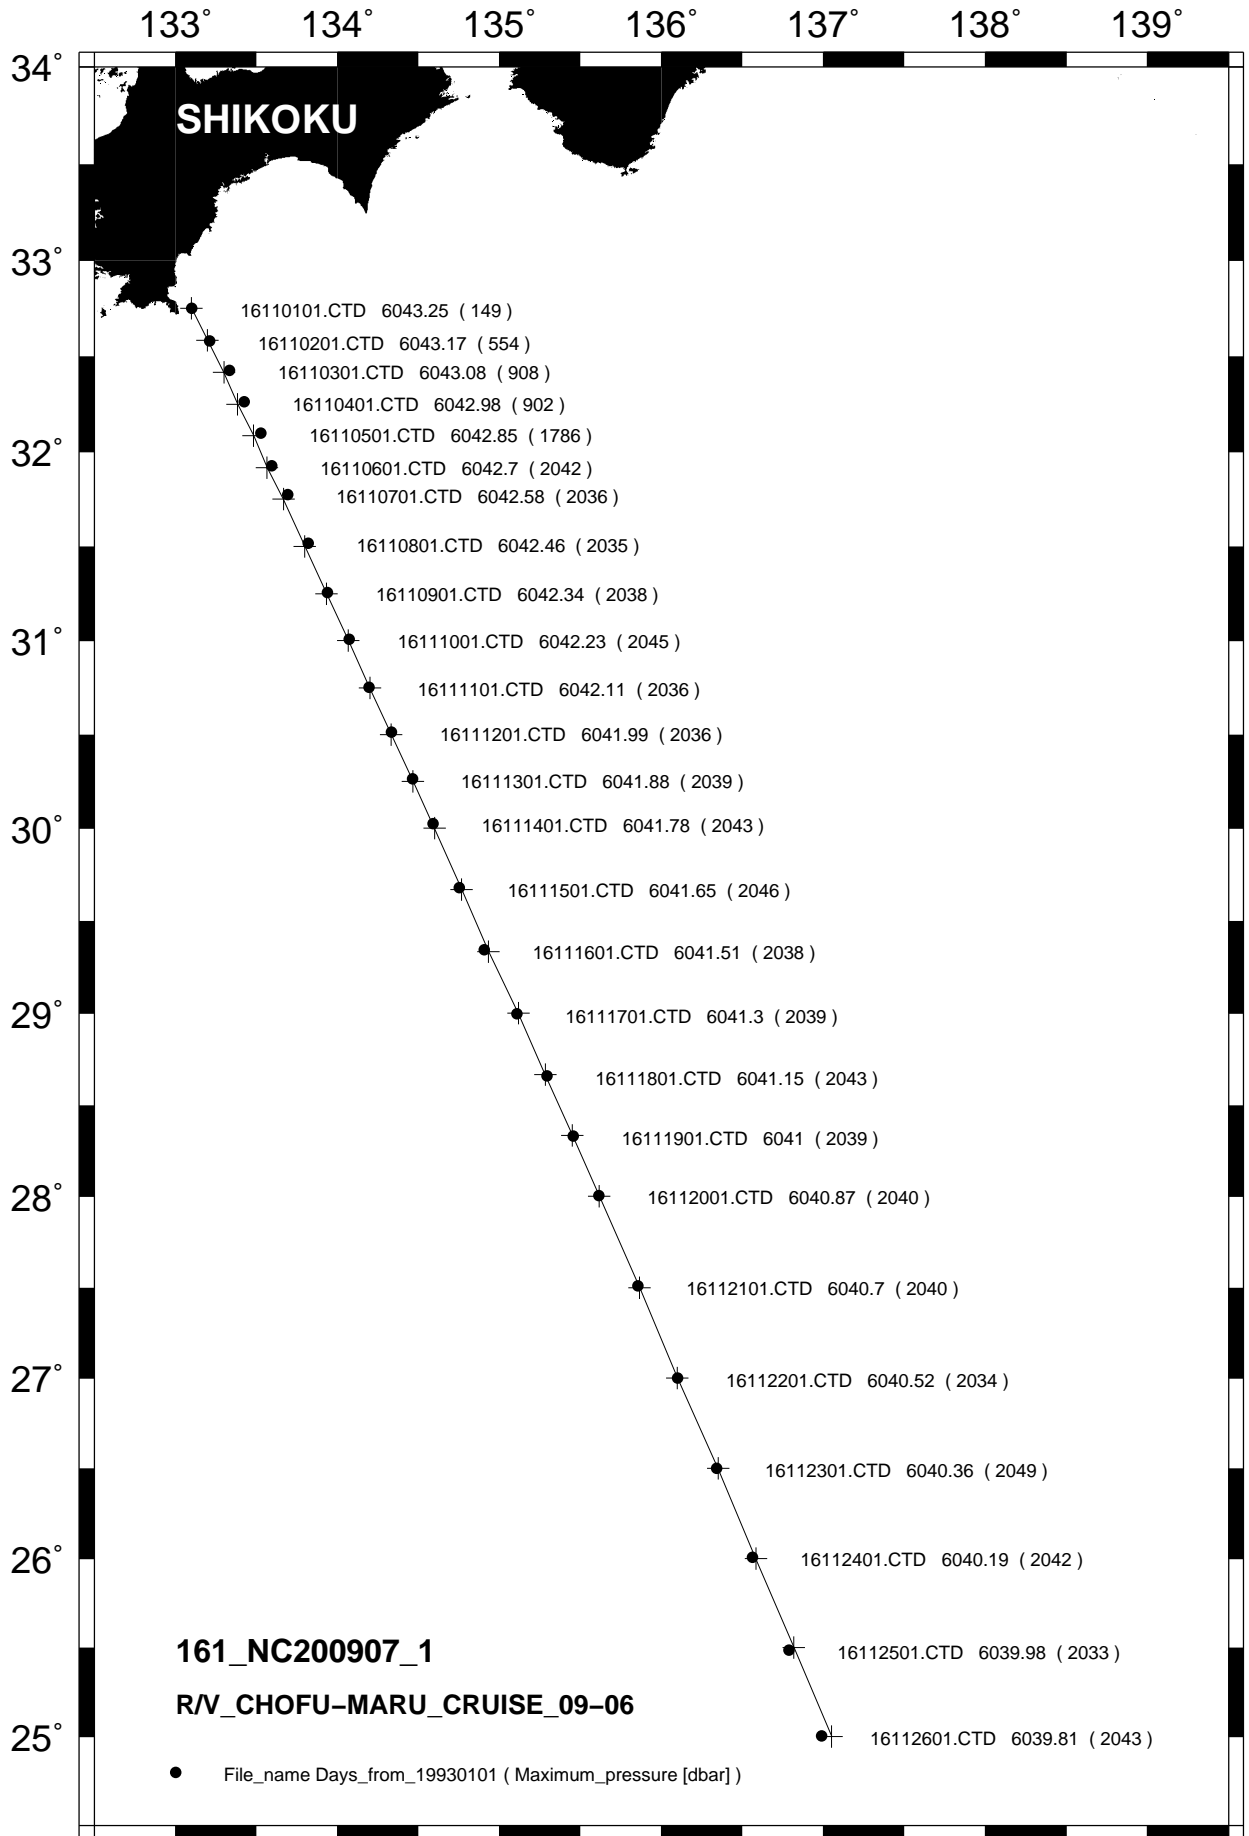 133° 134° 135° 136° 137° 138° 139°
34°
SHIKOKU
33°
16110101.CTD 6043.25 ( 149 )
16110201.CTD 6043.17 ( 554 )
16110301.CTD 6043.08 ( 908 )
16110401.CTD 6042.98 ( 902 )
16110501.CTD 6042.85 ( 1786 )
32°
16110601.CTD 6042.7 ( 2042 )
16110701.CTD 6042.58 ( 2036 )
16110801.CTD 6042.46 ( 2035 )
16110901.CTD 6042.34 ( 2038 )
31°
16111001.CTD 6042.23 ( 2045 )
16111101.CTD 6042.11 ( 2036 )
16111201.CTD 6041.99 ( 2036 )
16111301.CTD 6041.88 ( 2039 )
30°
16111401.CTD 6041.78 ( 2043 )
16111501.CTD 6041.65 ( 2046 )
16111601.CTD 6041.51 ( 2038 )
29°
16111701.CTD 6041.3 ( 2039 )
16111801.CTD 6041.15 ( 2043 )
16111901.CTD 6041 ( 2039 )
28°
16112001.CTD 6040.87 ( 2040 )
16112101.CTD 6040.7 ( 2040 )
27°
16112201.CTD 6040.52 ( 2034 )
16112301.CTD 6040.36 ( 2049 )
26°
16112401.CTD 6040.19 ( 2042 )
161_NC200907_1
16112501.CTD 6039.98 ( 2033 )
R/V_CHOFU−MARU_CRUISE_09−06
25°
16112601.CTD 6039.81 ( 2043 )
File_name Days_from_19930101 ( Maximum_pressure [dbar] )